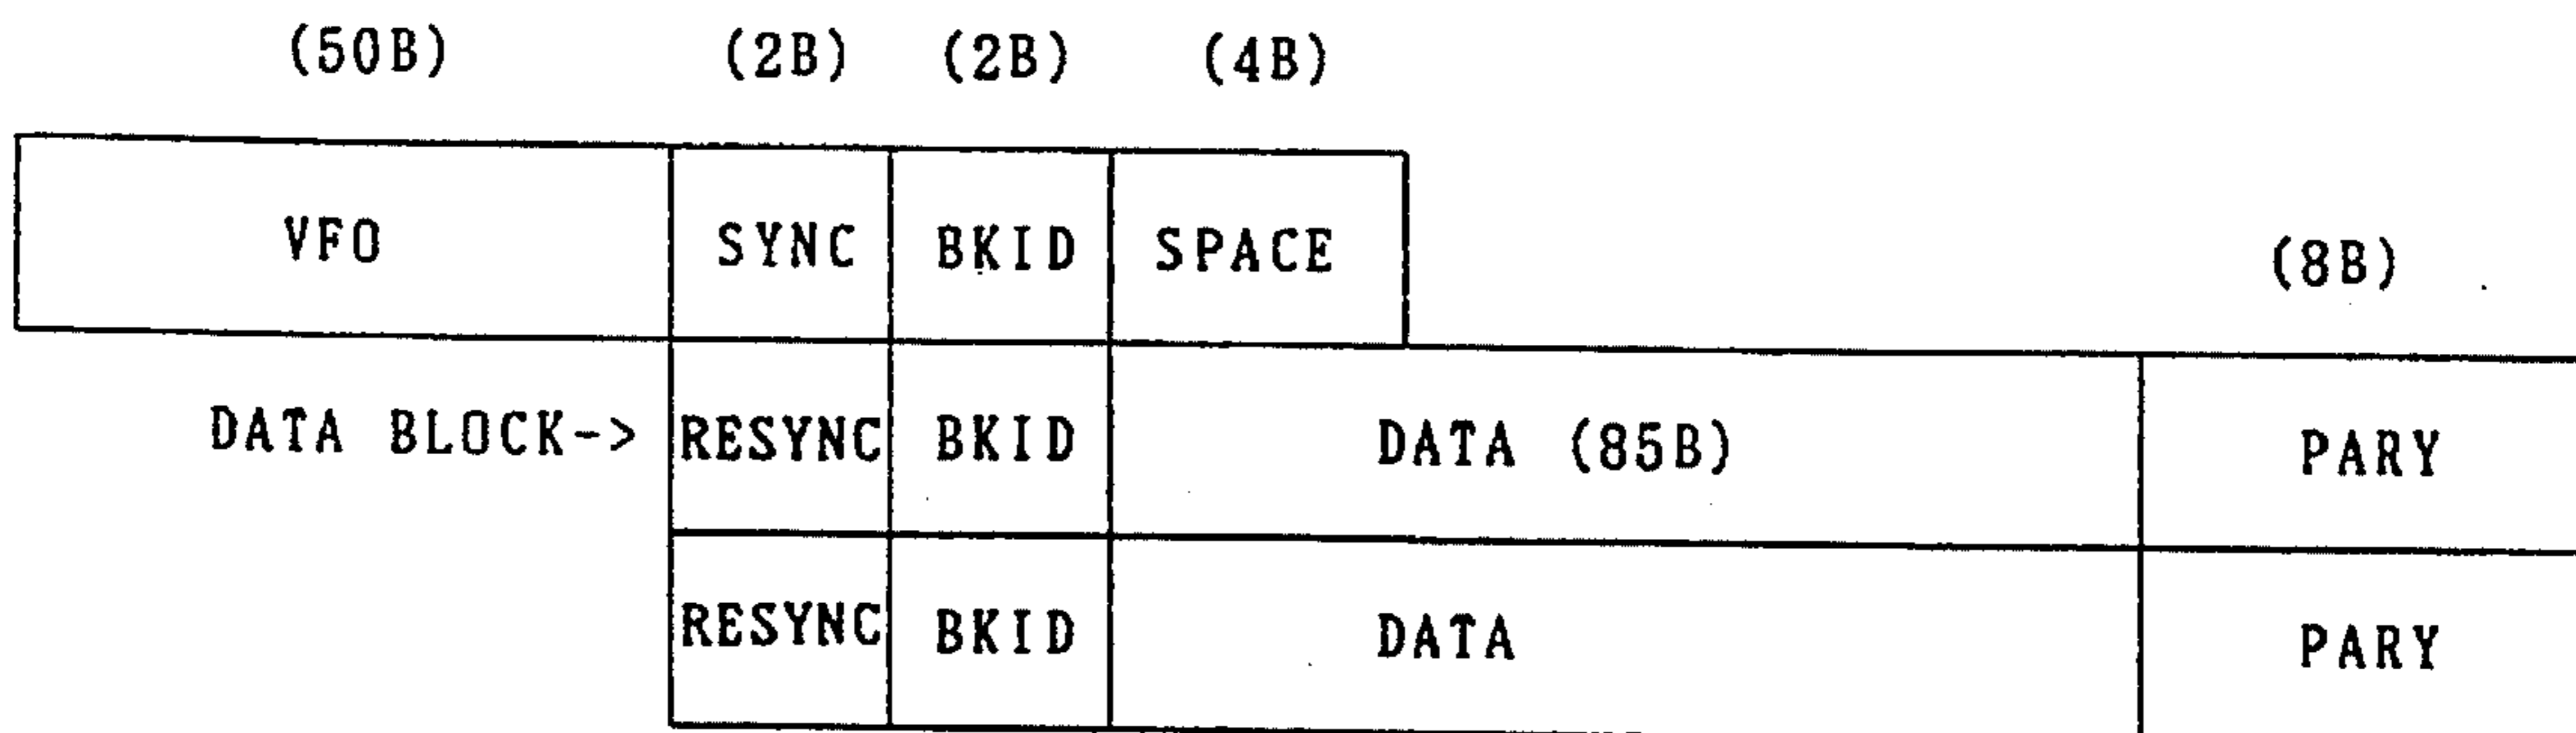 (50B) (2B) (2B) (4B)
VFO SYNC BKID SPACE
(8B)
DATA BLOCK-> RESYNC BKID DATA (85B) PARY
RESYNC BKID DATA PARY